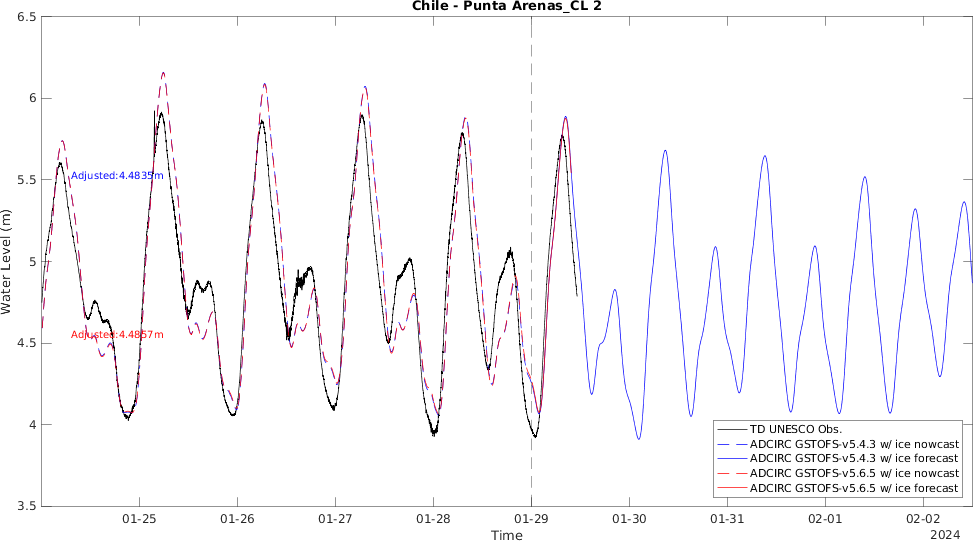 Chile - Punta Arenas_CL 2
Water Level (m)
6.5
6
5.5
5
4.5
4
3.5
Adjusted:4.4835m
Adjusted:4.4857m
TD UNESCO Obs.
ADCIRC GSTOFS-v5.4.3 w/ ice nowcast
ADCIRC GSTOFS-v5.4.3 w/ ice forecast
ADCIRC GSTOFS-v5.6.5 w/ ice nowcast
ADCIRC GSTOFS-v5.6.5 w/ ice forecast
01-25 01-26 01-27 01-28 01-29 01-30 01-31 02-01 02-02
Time
2024